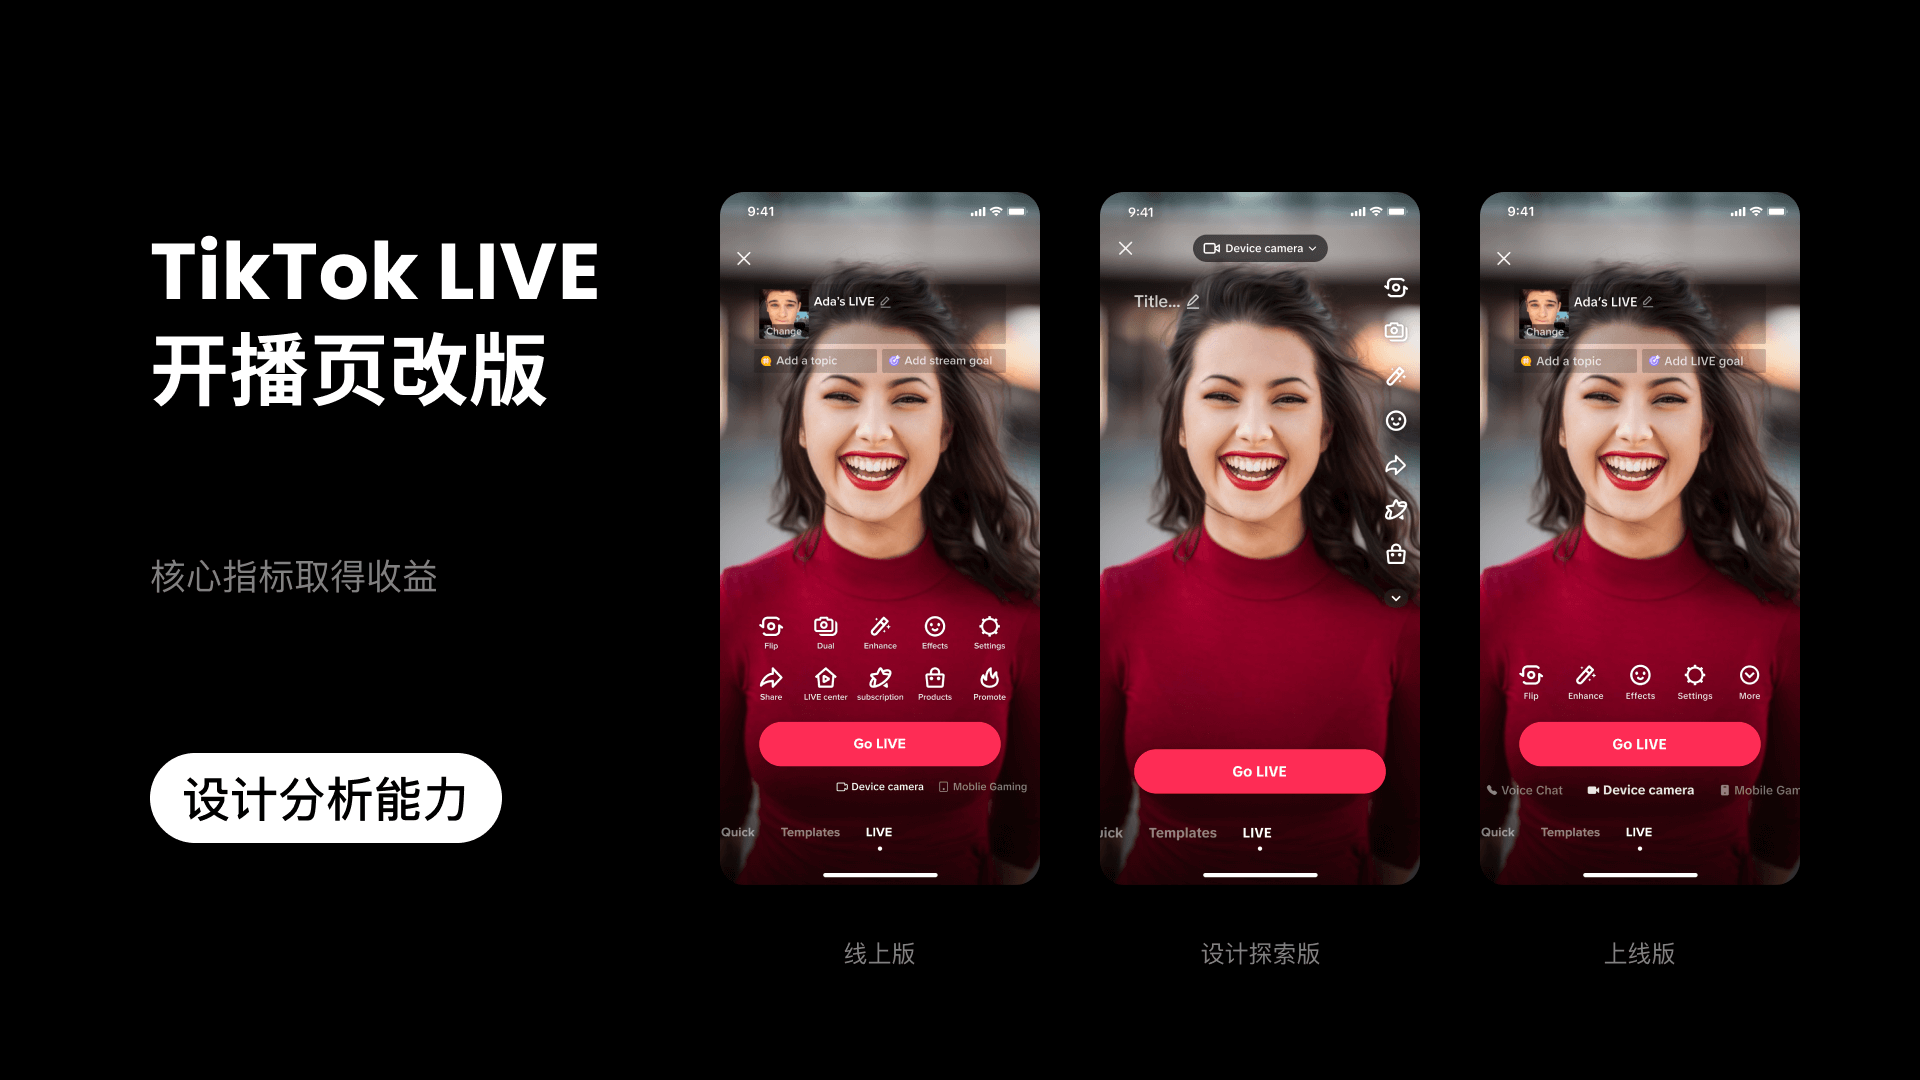 TikTok LIVE
开播页改版
核心指标取得收益
设计分析能力
9:41
Ada's LIVE
Change
Add a topic
Add stream goal
Flip
Dual
Enhance
Effects
Settings
Share
LIVE center
subscription
Products
Promote
Go LIVE
Device camera
Moblie Gaming
Quick
Templates
LIVE
线上版
9:41
Device camera
Title...
Go LIVE
uick
Templates
LIVE
设计探索版
9:41
Ada's LIVE
Change
Add a topic
Add LIVE goal
Flip
Enhance
Effects
Settings
More
Go LIVE
Voice Chat
Device camera
Mobile Gam
Quick
Templates
LIVE
上线版